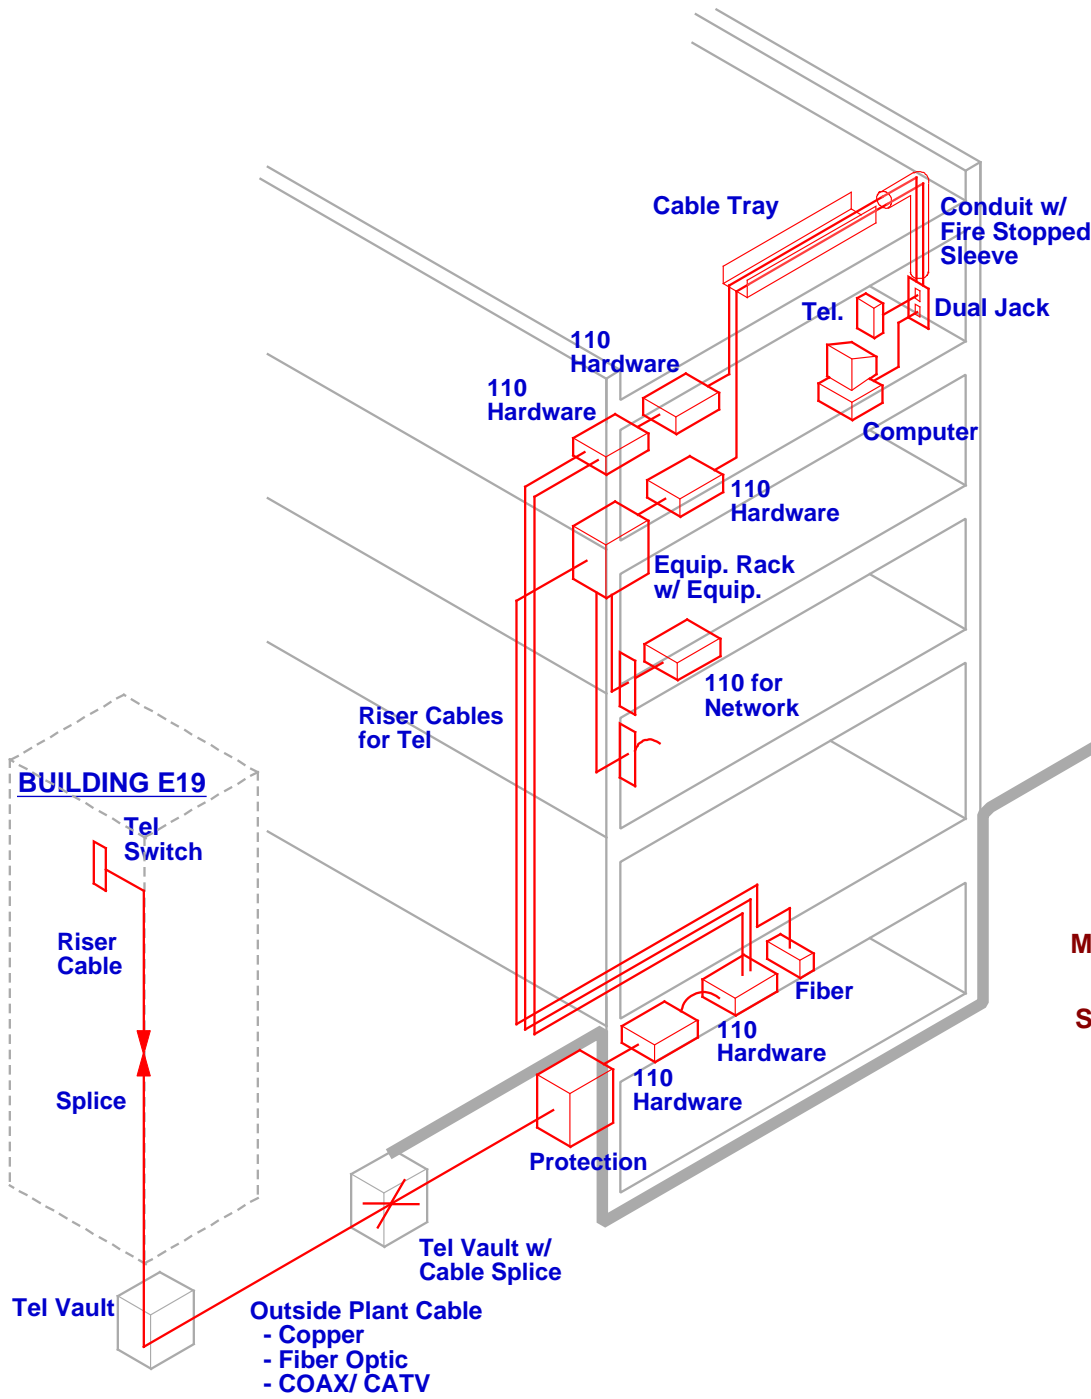 Cable Tray
Conduit w/
Fire Stopped
Sleeve
Tel.
Dual Jack
110
Hardware
110
Hardware
Computer
110
Hardware
Equip. Rack
w/ Equip.
110 for
Network
Riser Cables
for Tel
BUILDING E19
Tel
Switch
Riser
Cable
Splice
Fiber
110
Hardware
110
Hardware
Protection
Tel Vault w/
Cable Splice
Tel Vault
Outside Plant Cable
- Copper
- Fiber Optic
- COAX/ CATV
M
S